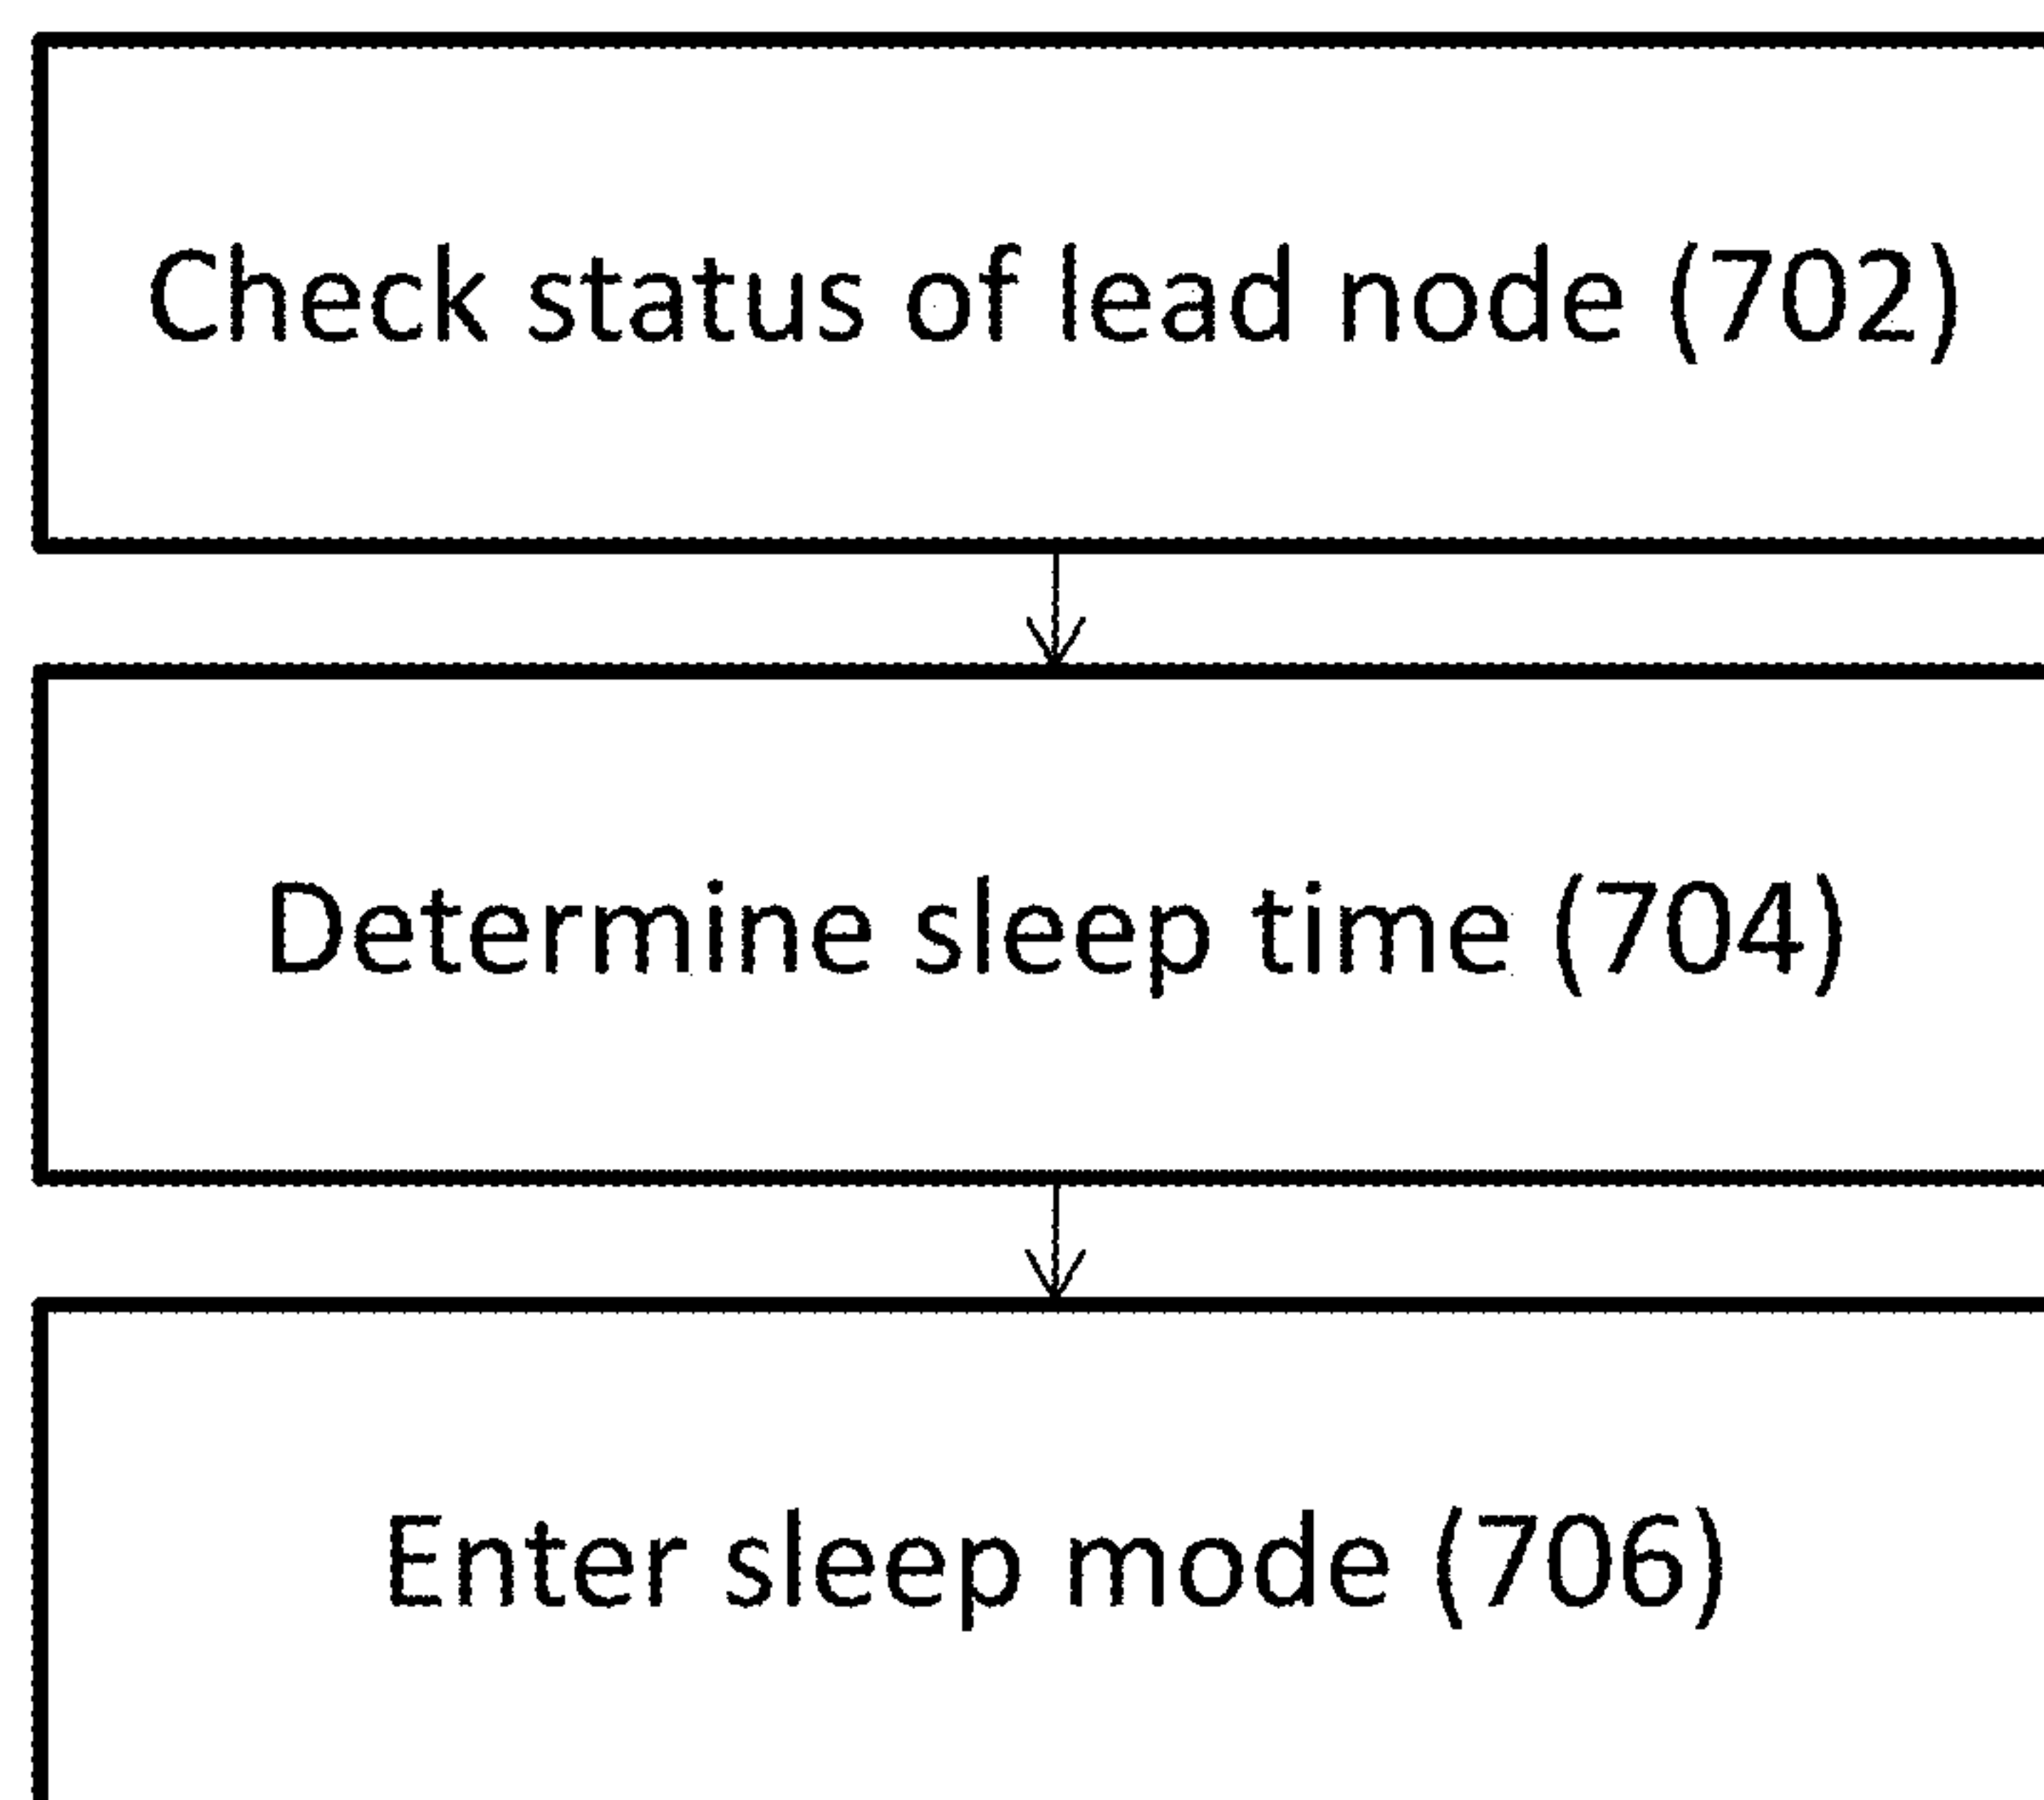 Check status of lead node (702)
Determine sleep time (704)
Enter sleep mode (706)